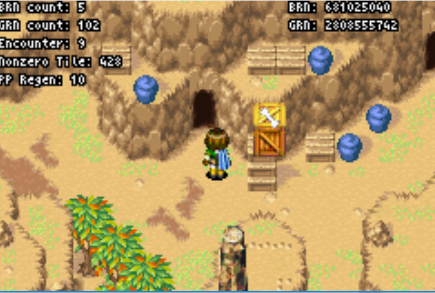 BRN count: 5
GRN count: 102
Encounter: 9
Nonzero Tile: 428
PP Regen: 10
BRN: 681025040
GRN: 2808555742